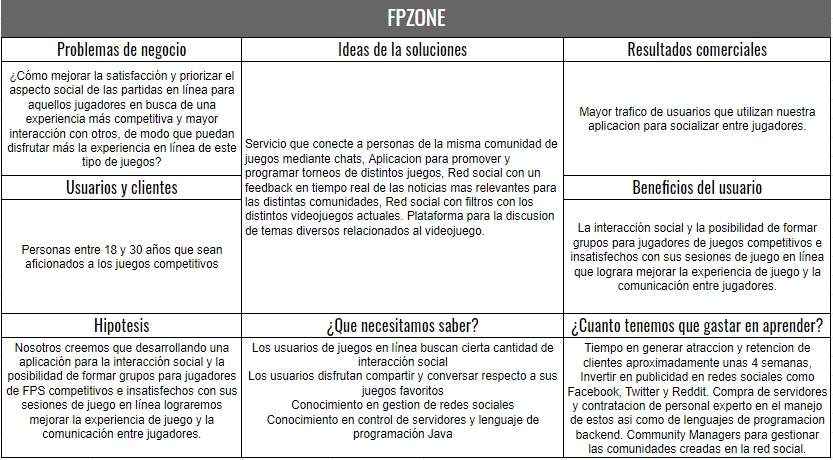 FPZONE
Problemas de negocio
¿Cómo mejorar la satisfacción y priorizar el
aspecto social de las partidas en línea para
aquellos jugadores en busca de una
experiencia más competitiva y mayor
interacción con otros, de modo que puedan
disfrutar más la experiencia en línea de este
tipo de juegos?
Usuarios y clientes
Personas entre 18 y 30 años que sean
aficionados a los juegos competitivos
Ideas de la soluciones
Servicio que conecte a personas de la misma comunidad de
juegos mediante chats, Aplicacion para promover y
programar torneos de distintos juegos, Red social con un
feedback en tiempo real de las noticias mas relevantes para
las distintas comunidades, Red social con filtros con los
distintos videojuegos actuales. Plataforma para la discusion
de temas diversos relacionados al videojuego.
Resultados comerciales
Mayor trafico de usuarios que utilizan nuestra
aplicacion para socializar entre jugadores.
Beneficios del usuario
La interacción social y la posibilidad de formar
grupos para jugadores de juegos competitivos e
insatisfechos con sus sesiones de juego en línea
que lograra mejorar la experiencia de juego y la
comunicación entre jugadores.
Hipotesis
Nosotros creemos que desarrollando una
aplicación para la interacción social y la
posibilidad de formar grupos para jugadores
de FPS competitivos e insatisfechos con sus
sesiones de juego en línea lograremos
mejorar la experiencia de juego y la
comunicación entre jugadores.
¿Que necesitamos saber?
Los usuarios de juegos en línea buscan cierta cantidad de
interacción social
Los usuarios disfrutan compartir y conversar respecto a sus
juegos favoritos
Conocimiento en gestion de redes sociales
Conocimiento en control de servidores y lenguaje de
programación Java
¿Cuanto tenemos que gastar en aprender?
Tiempo en generar atraccion y retencion de
clientes aproximadamente unas 4 semanas,
Invertir en publicidad en redes sociales como
Facebook, Twitter y Reddit. Compra de servidores
y contratacion de personal experto en el manejo
de estos asi como de lenguajes de programacion
backend. Community Managers para gestionar
las comunidades creadas en la red social.